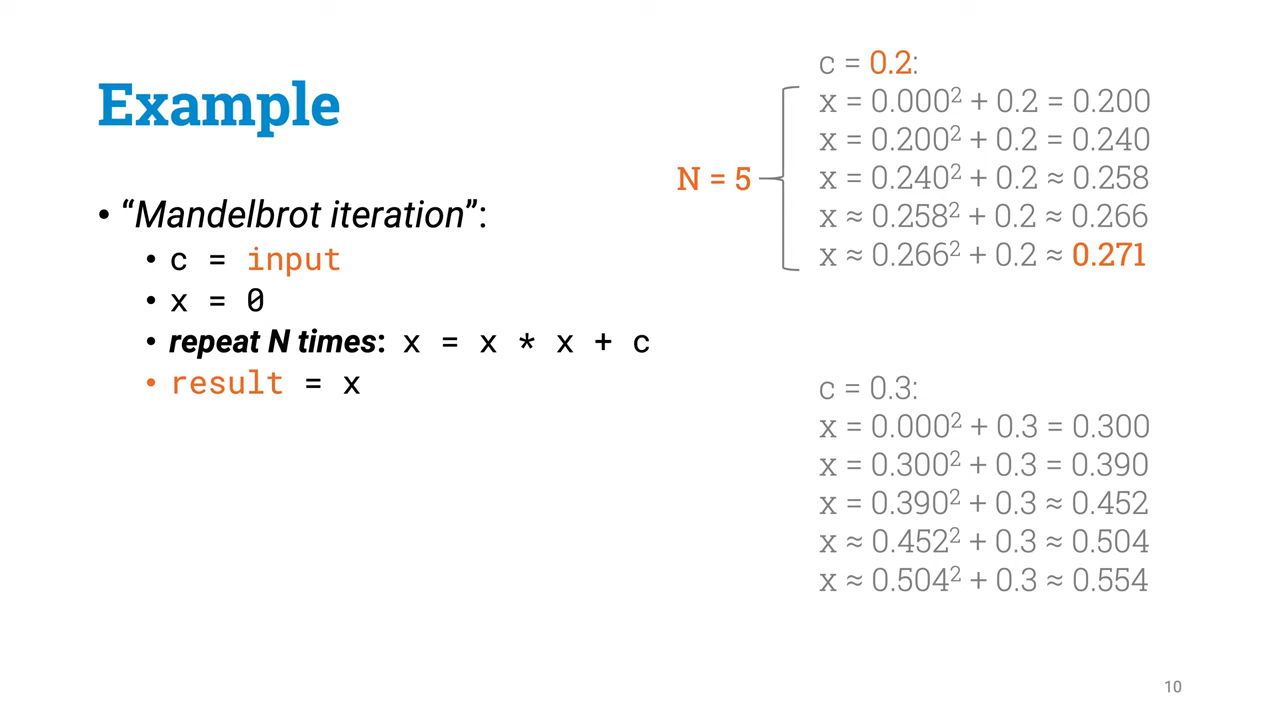 Example
• “Mandelbrot iteration”:
• c = input
• x = 0
• repeat N times: x = x * x + c
• result = x
N = 5
c = 0.2:
x = 0.000² + 0.2 = 0.200
x = 0.200² + 0.2 = 0.240
x = 0.240² + 0.2 ≈ 0.258
x ≈ 0.258² + 0.2 ≈ 0.266
x ≈ 0.266² + 0.2 ≈ 0.271
c = 0.3:
x = 0.000² + 0.3 = 0.300
x = 0.300² + 0.3 = 0.390
x = 0.390² + 0.3 ≈ 0.452
x ≈ 0.452² + 0.3 ≈ 0.504
x ≈ 0.504² + 0.3 ≈ 0.554
10